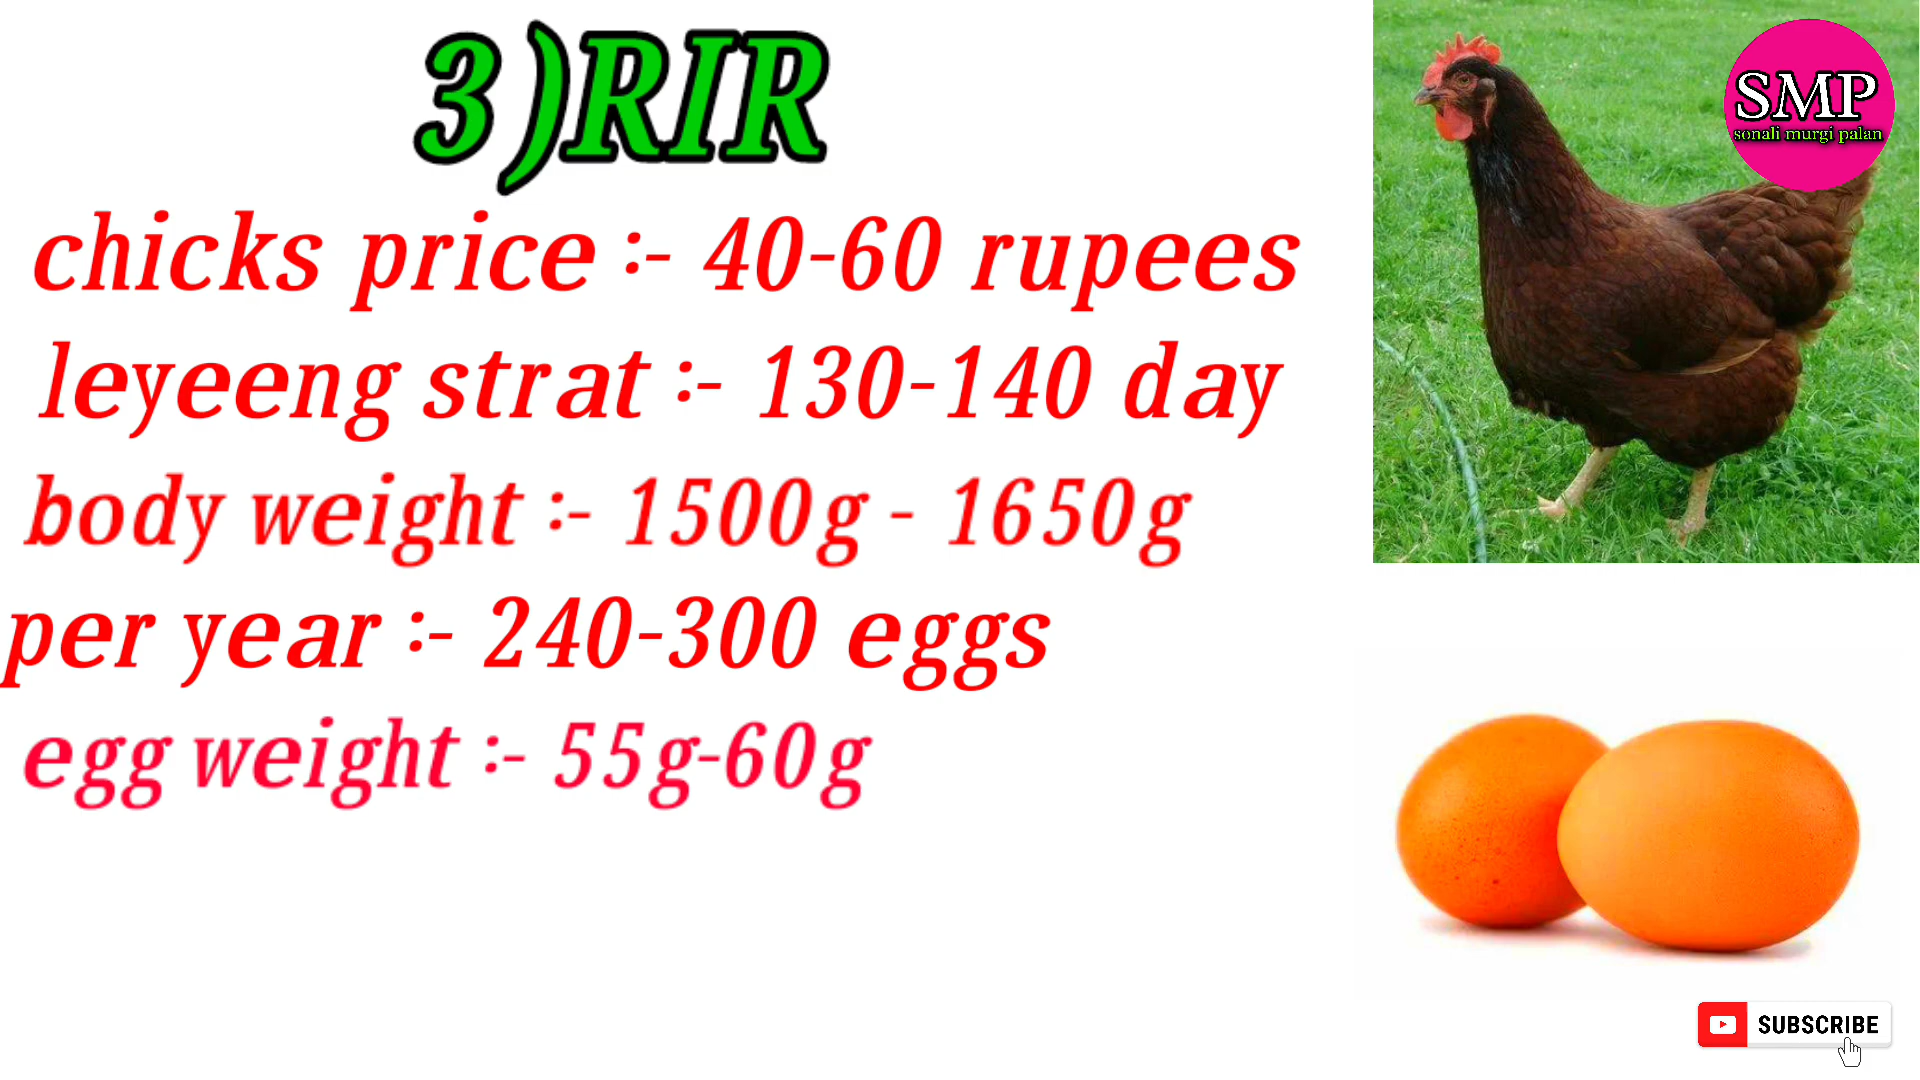 3)RIR
chicks price :- 40-60 rupees
leyeeng strat :- 130-140 day
body weight :- 1500g - 1650g
per year :- 240-300 eggs
egg weight :- 55g-60g
SMP
sonali murgi palan
SUBSCRIBE